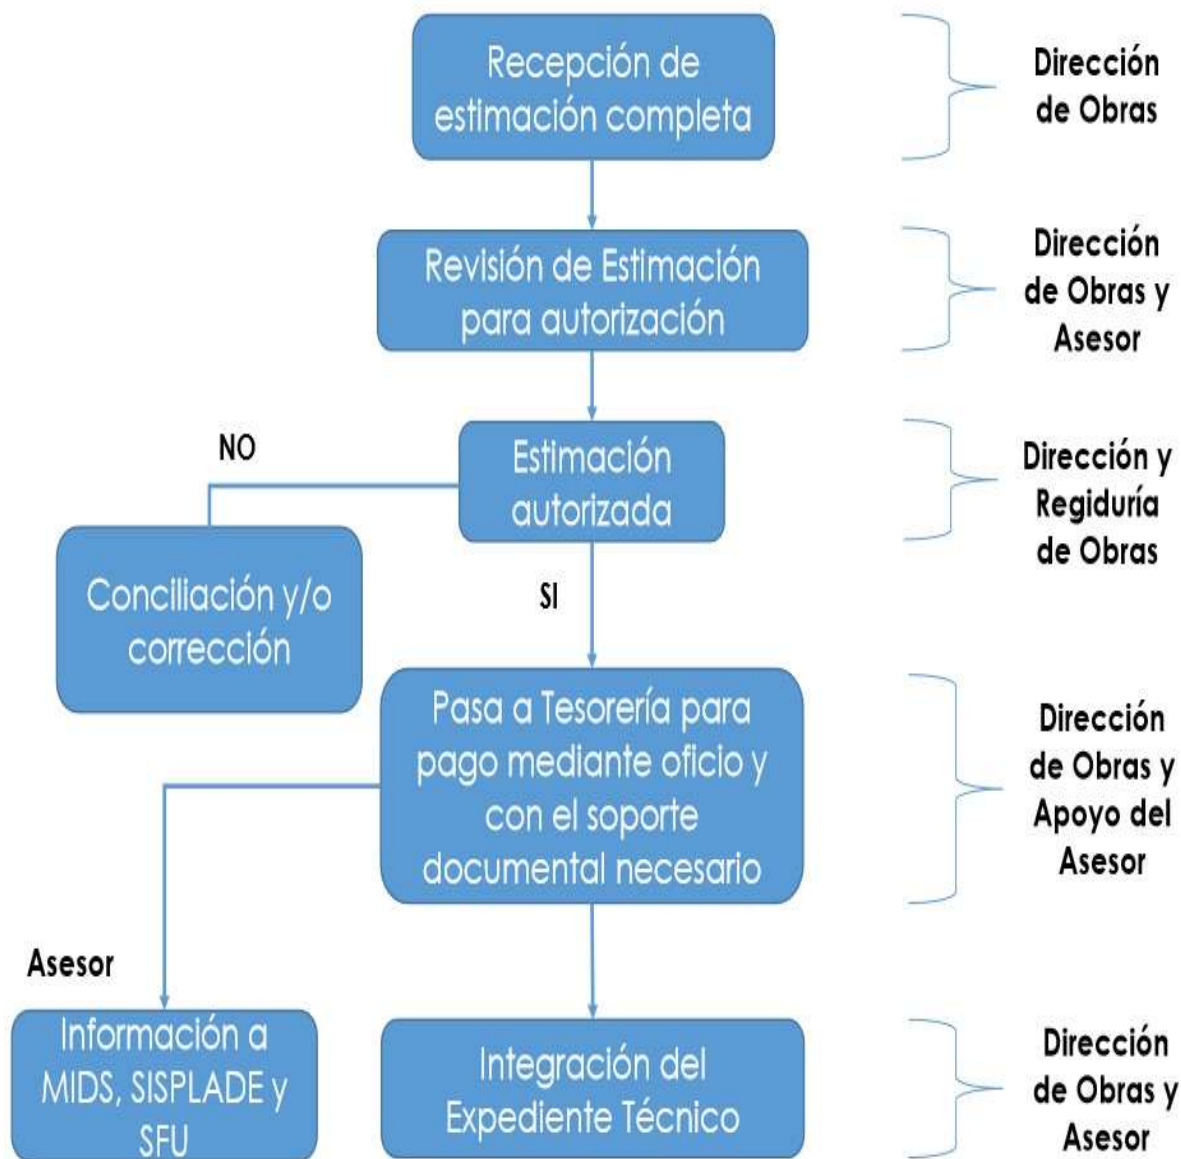 Recepción de
estimación completa
Dirección
de Obras
Revisión de Estimación
para autorización
Dirección
de Obras y
Asesor
NO
Estimación
autorizada
Dirección y
Regiduría
de Obras
Conciliación y/o
corrección
SI
Pasa a Tesorería para
pago mediante oficio y
con el soporte
documental necesario
Dirección
de Obras y
Apoyo del
Asesor
Asesor
Información a
MIDS, SISPLADE y
SFU
Integración del
Expediente Técnico
Dirección
de Obras y
Asesor